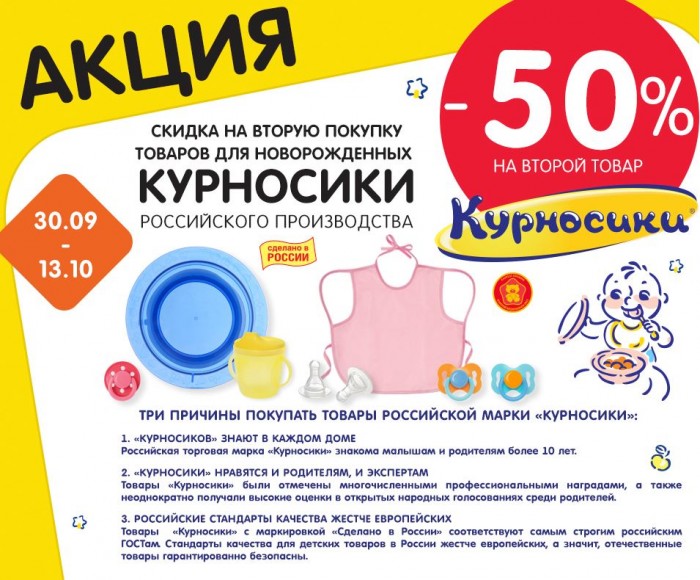 АКЦИЯ
-50%
НА ВТОРОЙ ТОВАР
СКИДКА НА ВТОРУЮ ПОКУПКУ
ТОВАРОВ ДЛЯ НОВОРОЖДЕННЫХ
КУРНОСИКИ
РОССИЙСКОГО ПРОИЗВОДСТВА
Курносики®
30.09
-
13.10
сделано в
РОССИИ
ТРИ ПРИЧИНЫ ПОКУПАТЬ ТОВАРЫ РОССИЙСКОЙ МАРКИ «КУРНОСИКИ»:
1. «КУРНОСИКОВ» ЗНАЮТ В КАЖДОМ ДОМЕ
Российская торговая марка «Курносики» знакома малышам и родителям более 10 лет.
2. «КУРНОСИКИ» НРАВЯТСЯ И РОДИТЕЛЯМ, И ЭКСПЕРТАМ
Товары «Курносики» были отмечены многочисленными профессиональными наградами, а также
неоднократно получали высокие оценки в открытых народных голосованиях среди родителей.
3. РОССИЙСКИЕ СТАНДАРТЫ КАЧЕСТВА ЖЕСТЧЕ ЕВРОПЕЙСКИХ
Товары «Курносики» с маркировкой «Сделано в России» соответствуют самым строгим российским
ГОСТам. Стандарты качества для детских товаров в России жестче европейских, а значит, отечественные
товары гарантированно безопасны.